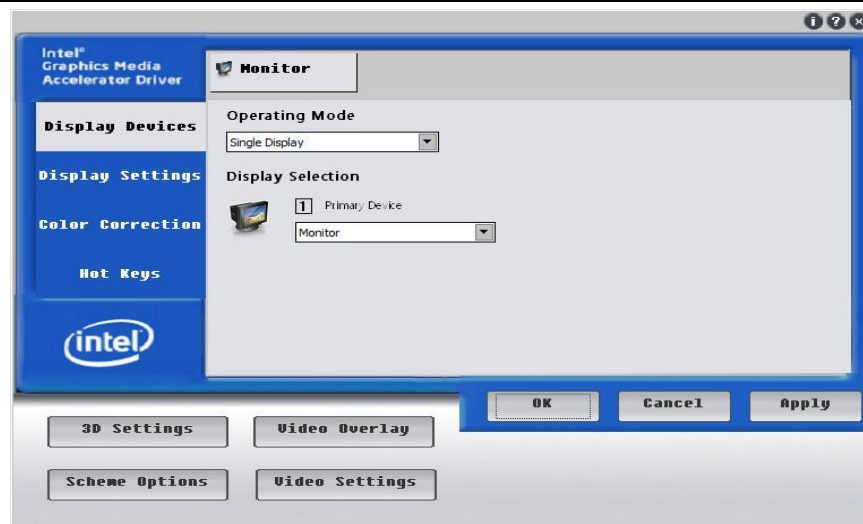 Intel®
Graphics Media
Accelerator Driver
Monitor
Display Devices
Display Settings
Color Correction
Hot Keys
intel
Operating Mode
Single Display
Display Selection
1 Primary Device
Monitor
OK Cancel Apply
3D Settings Video Overlay
Scheme Options Video Settings